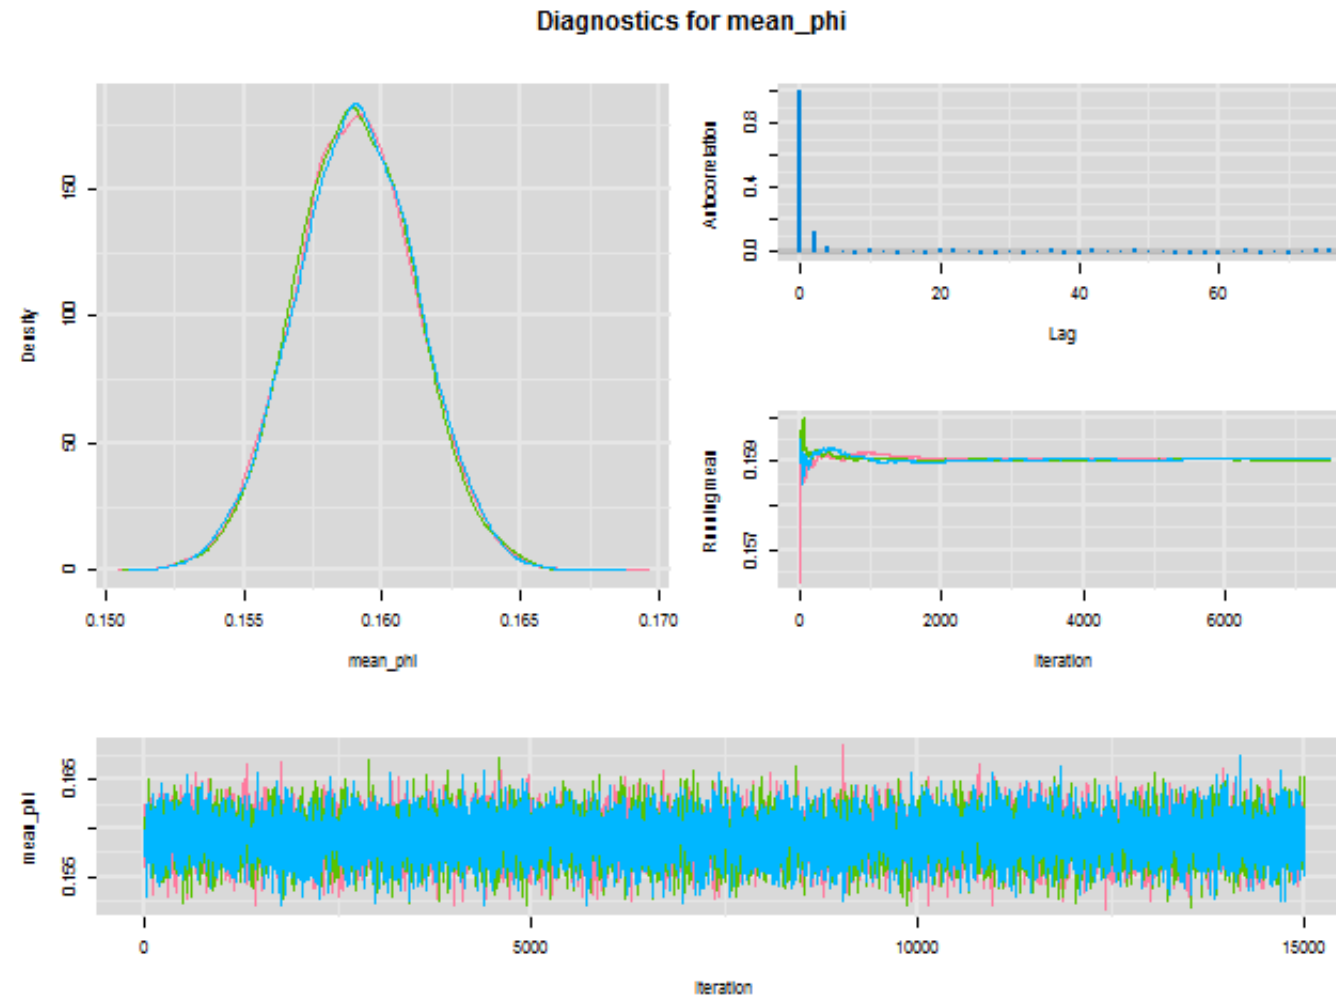 Diagnostics for mean_phi
Density
150
100
50
0
0.150 0.155 0.160 0.165 0.170
mean_phi
Autocorrelation
0.8
0.4
0.0
0 20 40 60
Lag
Running mean
0.159
0.157
0 2000 4000 6000
Iteration
mean_phi
0.165
0.155
0 5000 10000 15000
Iteration